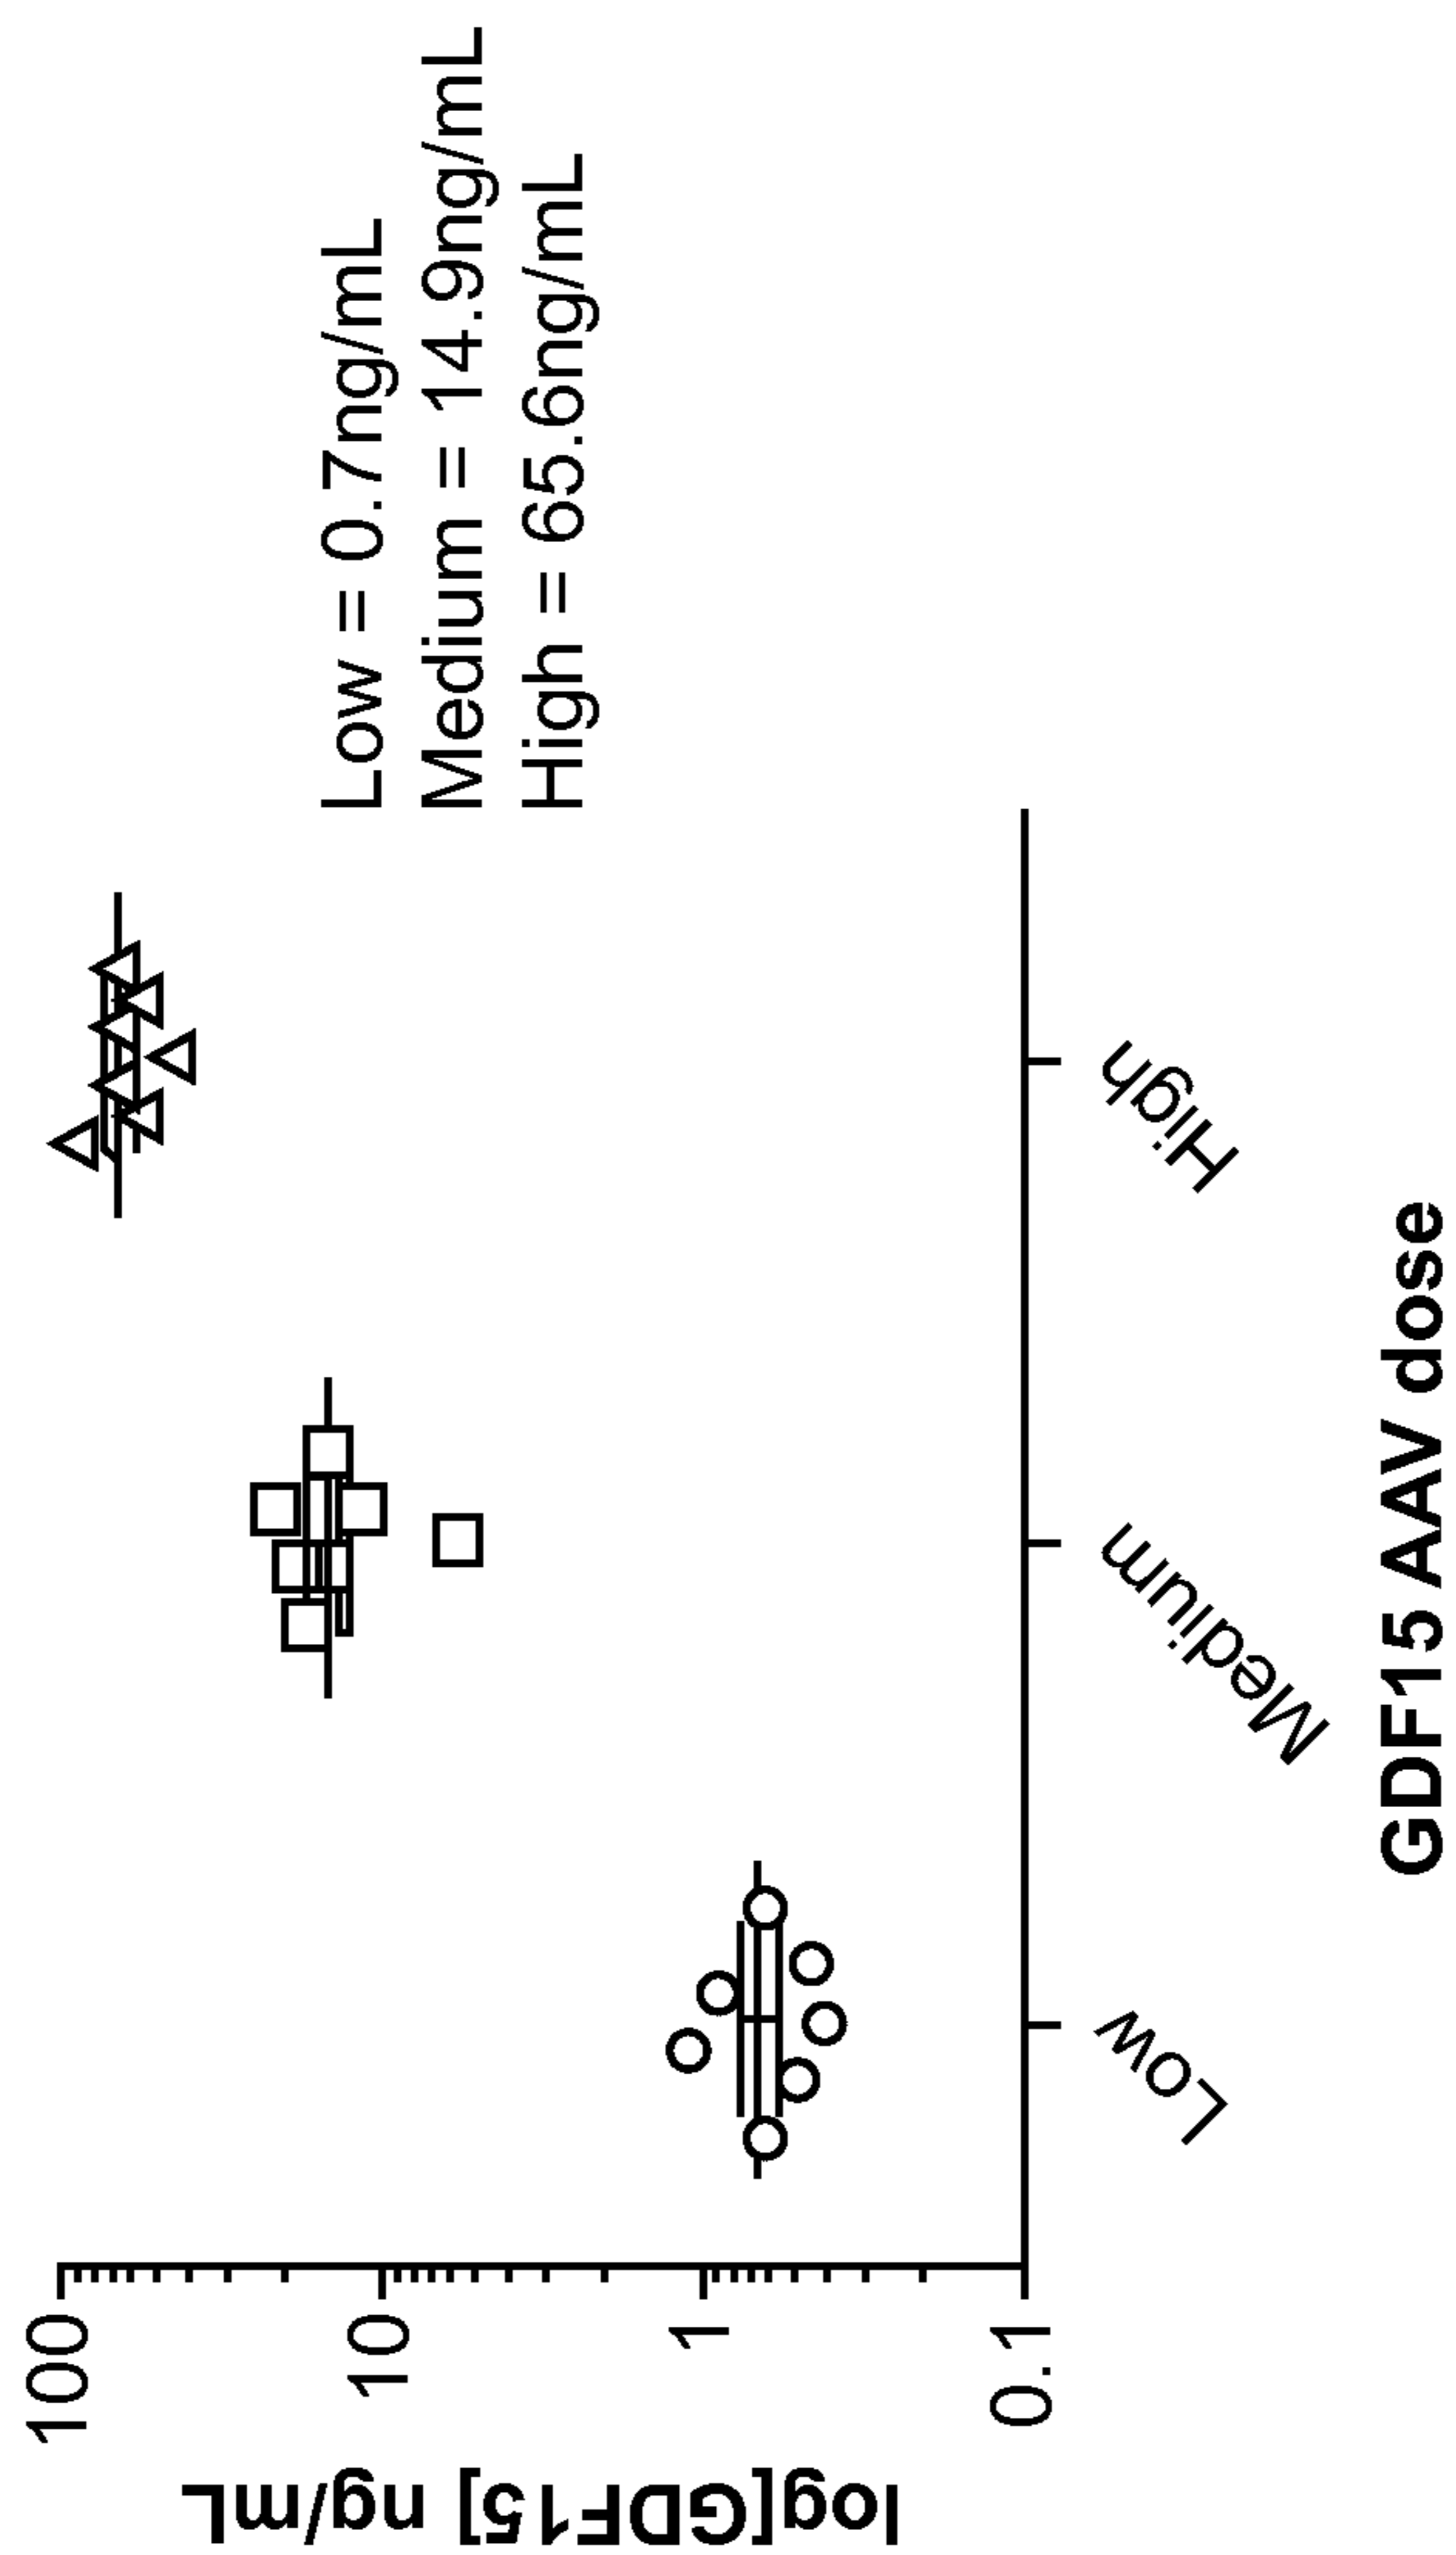 log[GDF15] ng/mL
100
10
1
0.1
Low = 0.7ng/mL
Medium = 14.9ng/mL
High = 65.6ng/mL
Low
Medium
High
GDF15 AAV dose